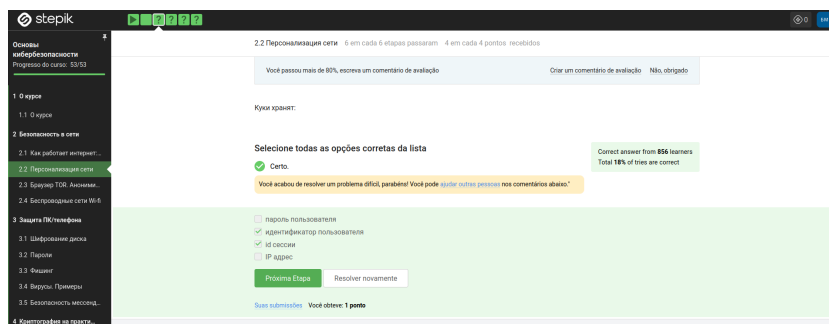 stepik
0
Основы
кибербезопасности
Progresso do curso: 53/53
1 О курсе
1.1 О курсе
2 Безопасность в сети
2.1 Как работает интернет:...
2.2 Персонализация сети
2.3 Браузер TOR. Анонимн...
2.4 Беспроводные сети Wi-fi
3 Защита ПК/телефона
3.1 Шифрование диска
3.2 Пароли
3.3 Фишинг
3.4 Вирусы. Примеры
3.5 Безопасность мессенд...
4 Криптография на практи...
2.2 Персонализация сети 6 em cada 6 etapas passaram 4 em cada 4 pontos recebidos
Você passou mais de 80%, escreva um comentário de avaliação Criar um comentário de avaliação Não, obrigado
Куки хранят:
Selecione todas as opções corretas da lista
Certo.
Você acabou de resolver um problema difícil, parabéns! Você pode ajudar outras pessoas nos comentários abaixo."
Correct answer from 856 learners
Total 18% of tries are correct
пароль пользователя
идентификатор пользователя
id сессии
IP адрес
Próxima Etapa Resolver novamente
Suas submissões Você obteve: 1 ponto